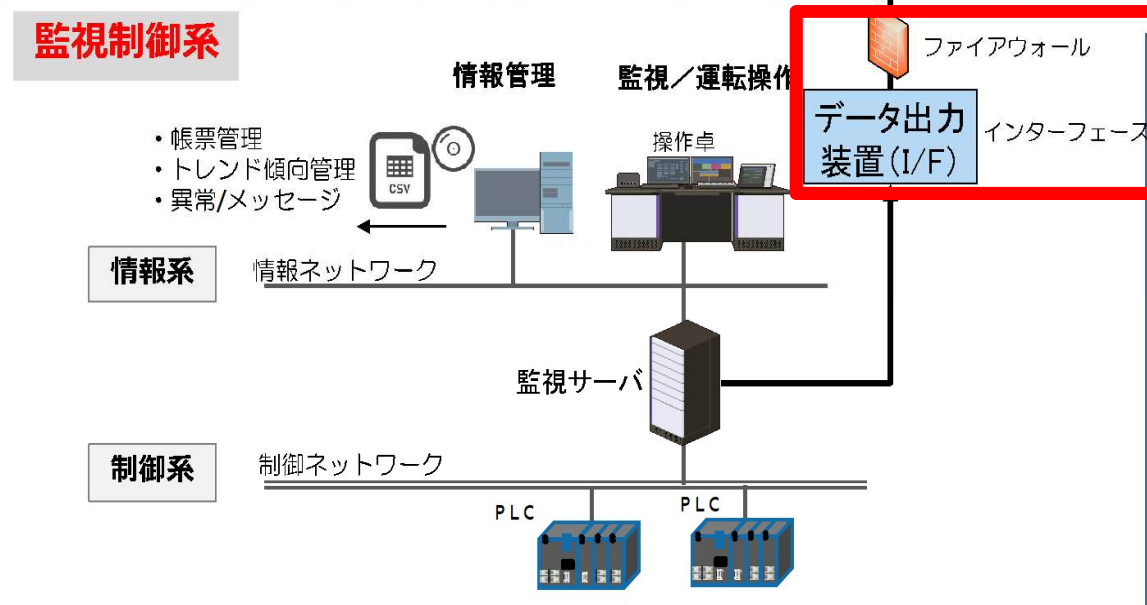 監視制御系
ファイアウォール
情報管理
監視／運転操作
データ出力
装置(I/F)
インターフェース
・帳票管理
・トレンド傾向管理
・異常/メッセージ
CSV
操作卓
情報系
情報ネットワーク
監視サーバ
制御系
制御ネットワーク
PLC
PLC